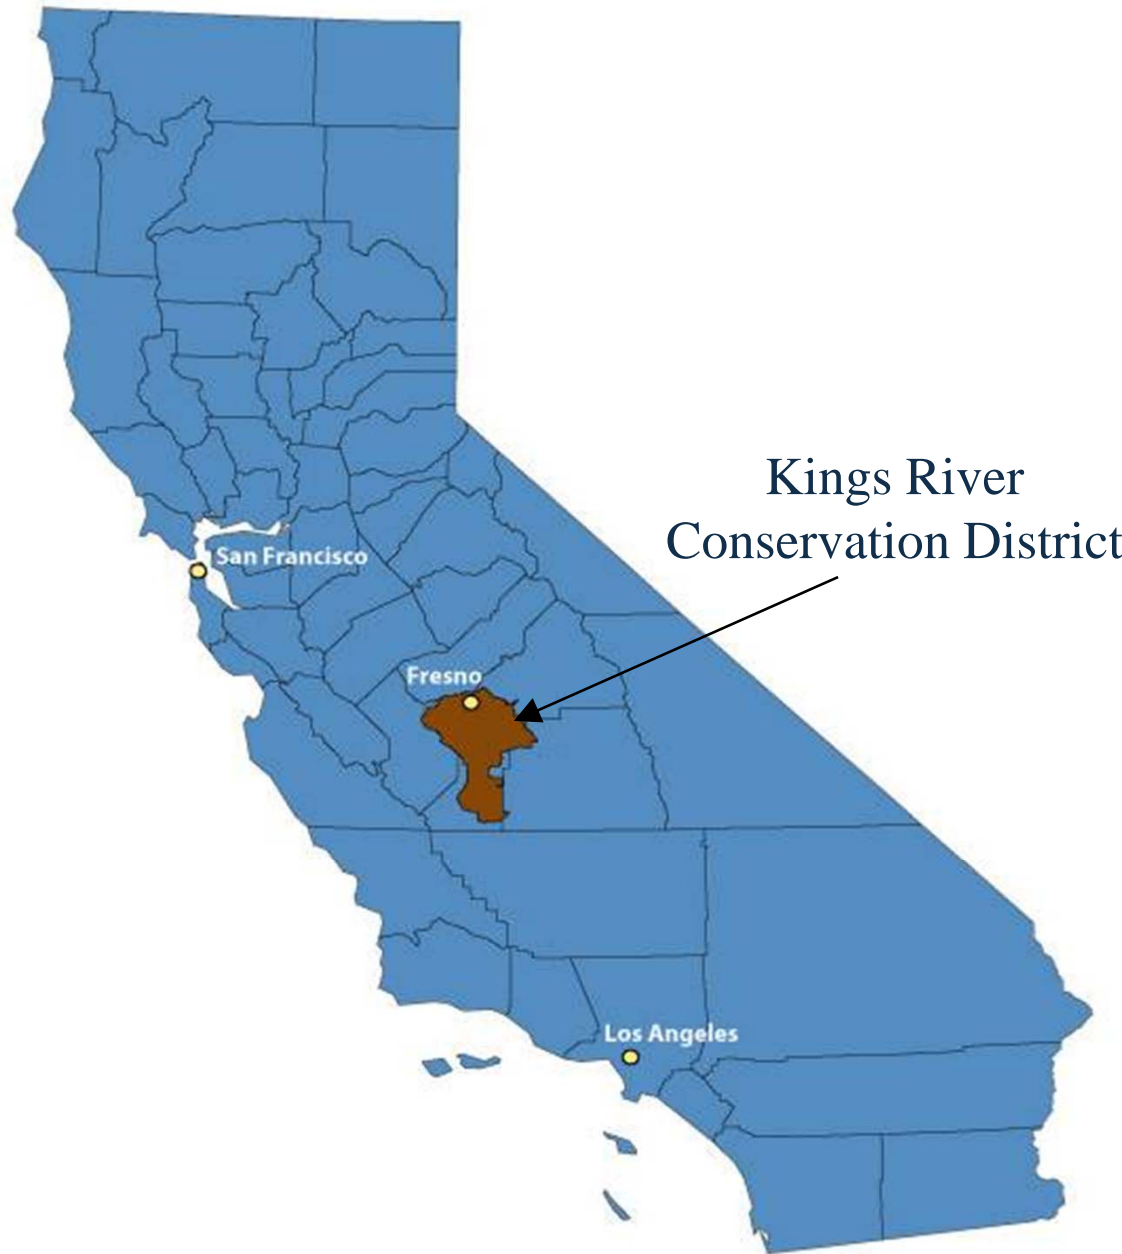 Kings River
Conservation District
San Francisco
Fresno
Los Angeles